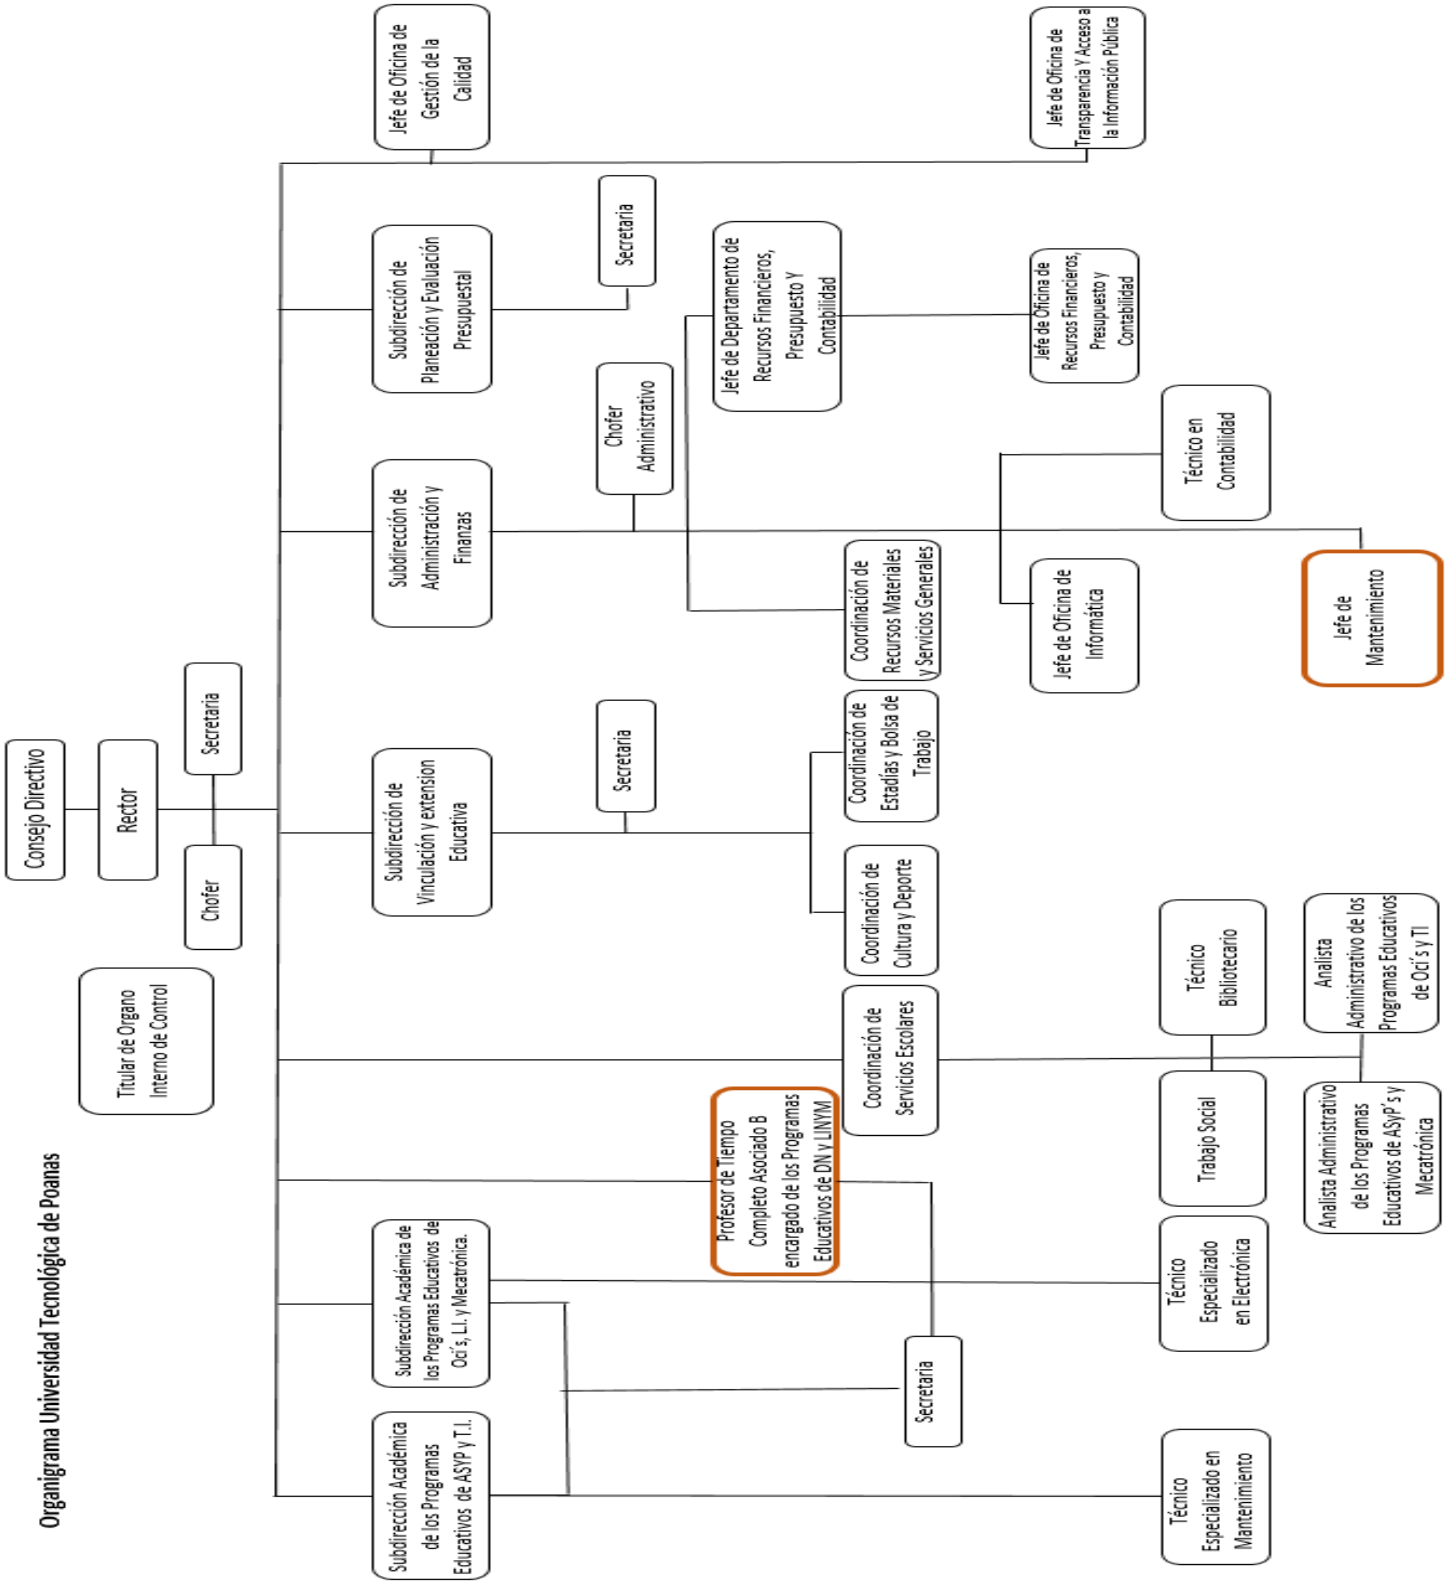 Organigrama Universidad Tecnológica de Poanas
Consejo Directivo
Rector
Titular de Organo
Interno de Control
Chofer
Secretaria
Subdirección Académica
de los Programas
Educativos de ASYP y T.I.
Subdirección Académica de
los Programas Educativos de
Oci´s, L.I. y Mecatrónica.
Subdirección de
Vinculación y extension
Educativa
Subdirección de
Administración y
Finanzas
Subdirección de
Planeación y Evaluación
Presupuestal
Jefe de Oficina de
Gestión de la
Calidad
Secretaria
Chofer
Administrativo
Secretaria
Profesor de Tiempo
Completo Asociado B
encargado de los Programas
Educativos de DN y LINYM
Jefe de Departamento de
Recursos Financieros,
Presupuesto Y
Contabilidad
Coordinación de
Servicios Escolares
Coordinación de
Cultura y Deporte
Coordinación de
Estadías y Bolsa de
Trabajo
Coordinación de
Recursos Materiales
y Servicios Generales
Secretaria
Jefe de Oficina de
Informática
Jefe de Oficina de
Recursos Financieros,
Presupuesto y
Contabilidad
Jefe de Oficina de
Transparencia Y Acceso a
la Información Pública
Técnico
Especializado en
Mantenimiento
Técnico
Especializado
en Electrónica
Trabajo Social
Técnico
Bibliotecario
Técnico en
Contabilidad
Analista Administrativo
de los Programas
Educativos de ASyP´s y
Mecatrónica
Analista
Administrativo de los
Programas Educativos
de Oci´s y TI
Jefe de
Mantenimiento